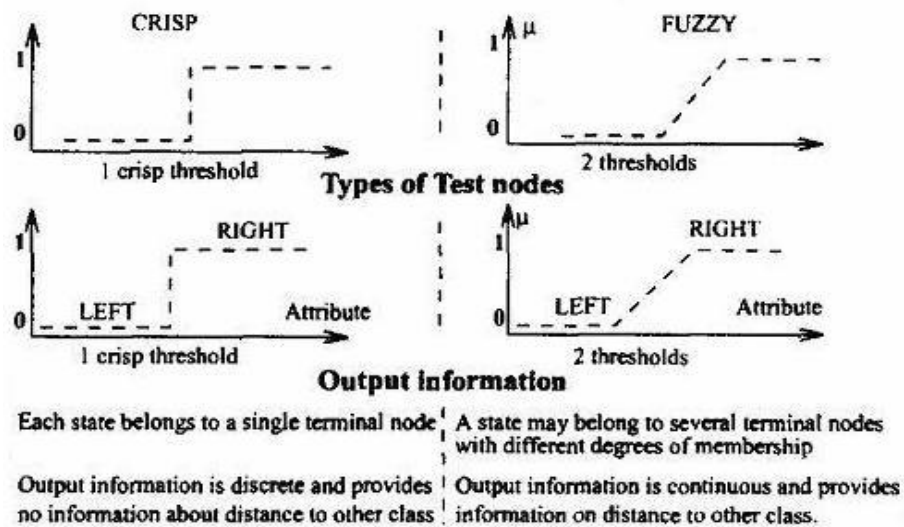 CRISP
μ FUZZY
1 1
0 0
1 crisp threshold 2 thresholds
Types of Test nodes
μ
1 RIGHT 1 RIGHT
0 LEFT Attribute 0 LEFT Attribute
1 crisp threshold 2 thresholds
Output information
Each state belongs to a single terminal node
A state may belong to several terminal nodes
with different degrees of membership
Output information is discrete and provides
no information about distance to other class
Output information is continuous and provides
information on distance to other class.